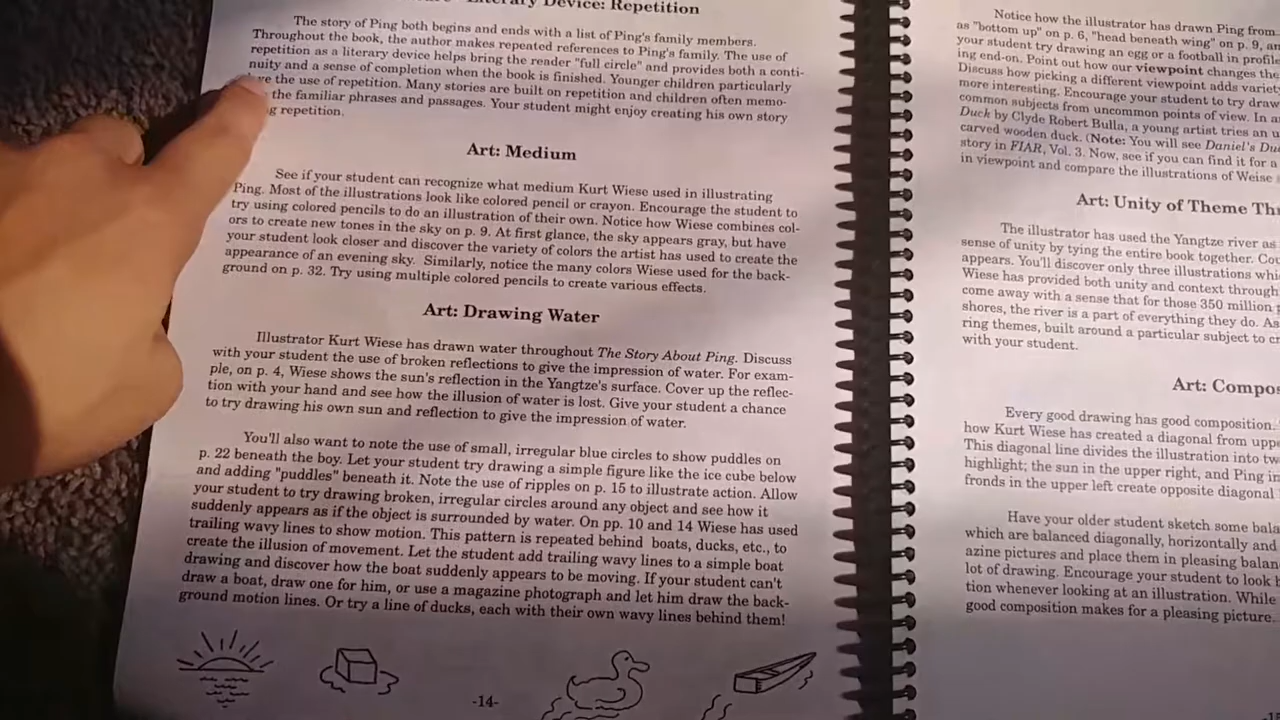 Literary Device: Repetition
The story of Ping both begins and ends with a list of Ping's family members.
Throughout the book, the author makes repeated references to Ping's family. The use of
repetition as a literary device helps bring the reader "full circle" and provides both a conti-
nuity and a sense of completion when the book is finished. Younger children particularly
the use of repetition. Many stories are built on repetition and children often memo-
the familiar phrases and passages. Your student might enjoy creating his own story
repetition.
Art: Medium
See if your student can recognize what medium Kurt Wiese used in illustrating
Ping. Most of the illustrations look like colored pencil or crayon. Encourage the student to
try using colored pencils to do an illustration of their own. Notice how Wiese combines col-
ors to create new tones in the sky on p. 9. At first glance, the sky appears gray, but have
your student look closer and discover the variety of colors the artist has used to create the
appearance of an evening sky. Similarly, notice the many colors Wiese used for the back-
ground on p. 32. Try using multiple colored pencils to create various effects.
Art: Drawing Water
Illustrator Kurt Wiese has drawn water throughout The Story About Ping. Discuss
with your student the use of broken reflections to give the impression of water. For exam-
ple, on p. 4, Wiese shows the sun's reflection in the Yangtze's surface. Cover up the reflec-
tion with your hand and see how the illusion of water is lost. Give your student a chance
to try drawing his own sun and reflection to give the impression of water.
You'll also want to note the use of small, irregular blue circles to show puddles on
p. 22 beneath the boy. Let your student try drawing a simple figure like the ice cube below
and adding "puddles" beneath it. Note the use of ripples on p. 15 to illustrate action. Allow
your student to try drawing broken, irregular circles around any object and see how it
suddenly appears as if the object is surrounded by water. On pp. 10 and 14 Wiese has used
trailing wavy lines to show motion. This pattern is repeated behind boats, ducks, etc., to
create the illusion of movement. Let the student add trailing wavy lines to a simple boat
drawing and discover how the boat suddenly appears to be moving. If your student can't
draw a boat, draw one for him, or use a magazine photograph and let him draw the back-
ground motion lines. Or try a line of ducks, each with their own wavy lines behind them!
-14-
Notice how the illustrator has drawn Ping from
as "bottom up" on p. 6, "head beneath wing" on p. 9,
your student try drawing an egg or a football in profile
ing end-on. Point out how our viewpoint changes the
Discuss how picking a different viewpoint adds variety
more interesting. Encourage your student to try draw
common subjects from uncommon points of view. In
Duck by Clyde Robert Bulla, a young artist tries an
carved wooden duck. (Note: You will see Daniel's
story in FIAR, Vol. 3. Now, see if you can find it for a
in viewpoint and compare the illustrations of Weise
Art: Unity of Theme
The illustrator has used the Yangtze river as
sense of unity by tying the entire book together.
appears. You'll discover only three illustrations
Wiese has provided both unity and context through
come away with a sense that for those 350 million
shores, the river is a part of everything they do.
ring themes, built around a particular subject to
with your student.
Art:
Every good drawing has good composition.
how Kurt Wiese has created a diagonal from
This diagonal line divides the illustration into
highlight; the sun in the upper right, and Ping in
fronds in the upper left create opposite diagonal
Have your older student sketch some
which are balanced diagonally, horizontally and
azine pictures and place them in pleasing
lot of drawing. Encourage your student to look
tion whenever looking at an illustration. While
good composition makes for a pleasing picture.